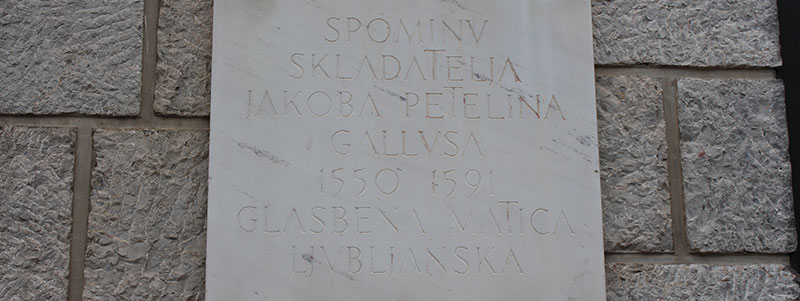 SPOMINV
SKLADATELJA
JAKOBA PETELINA
GALLVSA
1550 1591
GLASBENA MATICA
LJVBLJANSKA